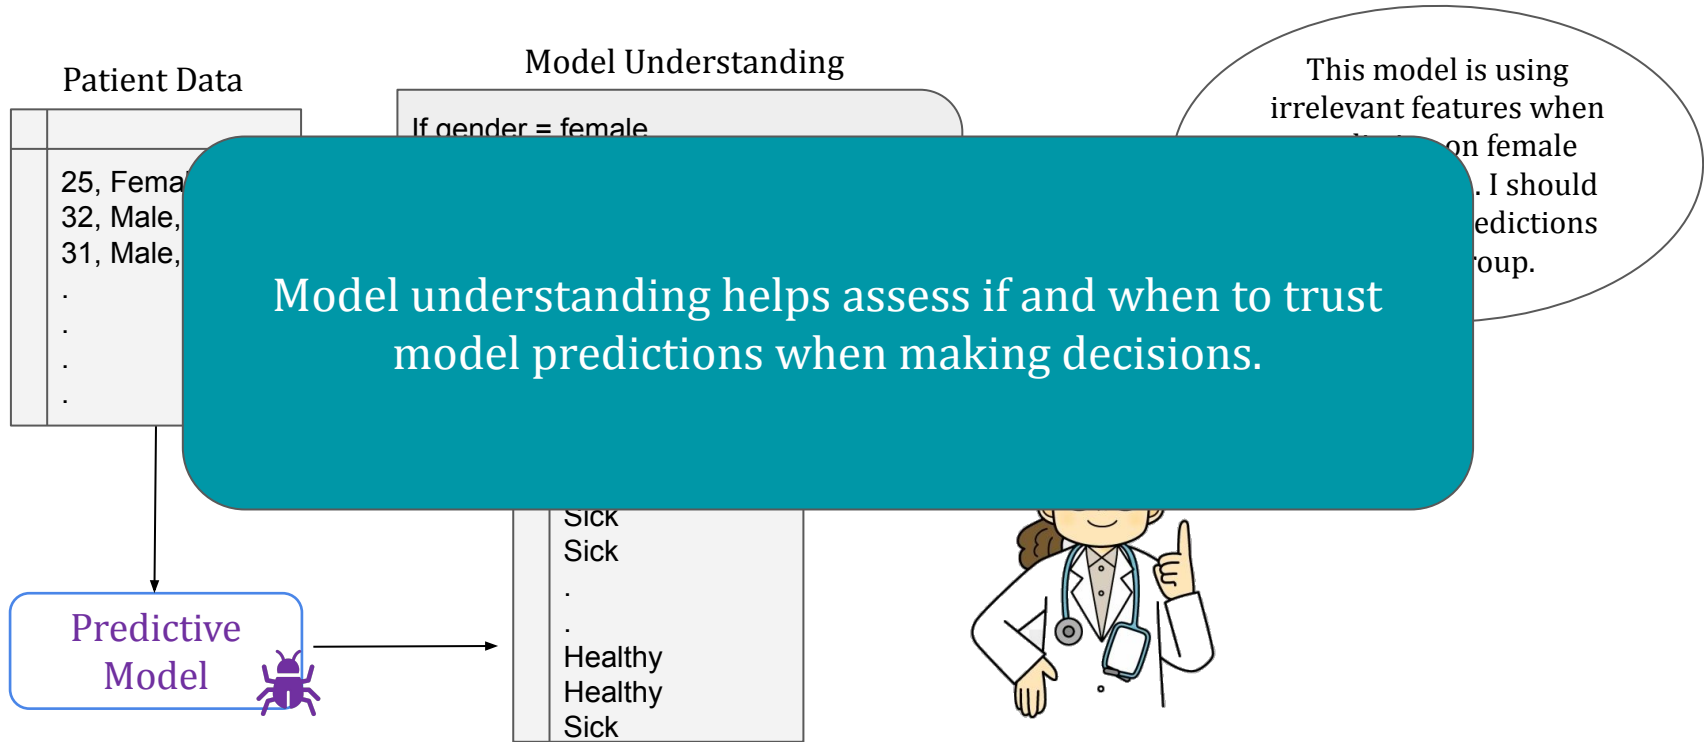 Patient Data
25, Fema
32, Male,
31, Male,
.
.
.
.
Model Understanding
If gender = female
This model is using
irrelevant features when
on female
. I should
edictions
roup.
Model understanding helps assess if and when to trust
model predictions when making decisions.
Predictive
Model
Sick
Sick
.
.
Healthy
Healthy
Sick